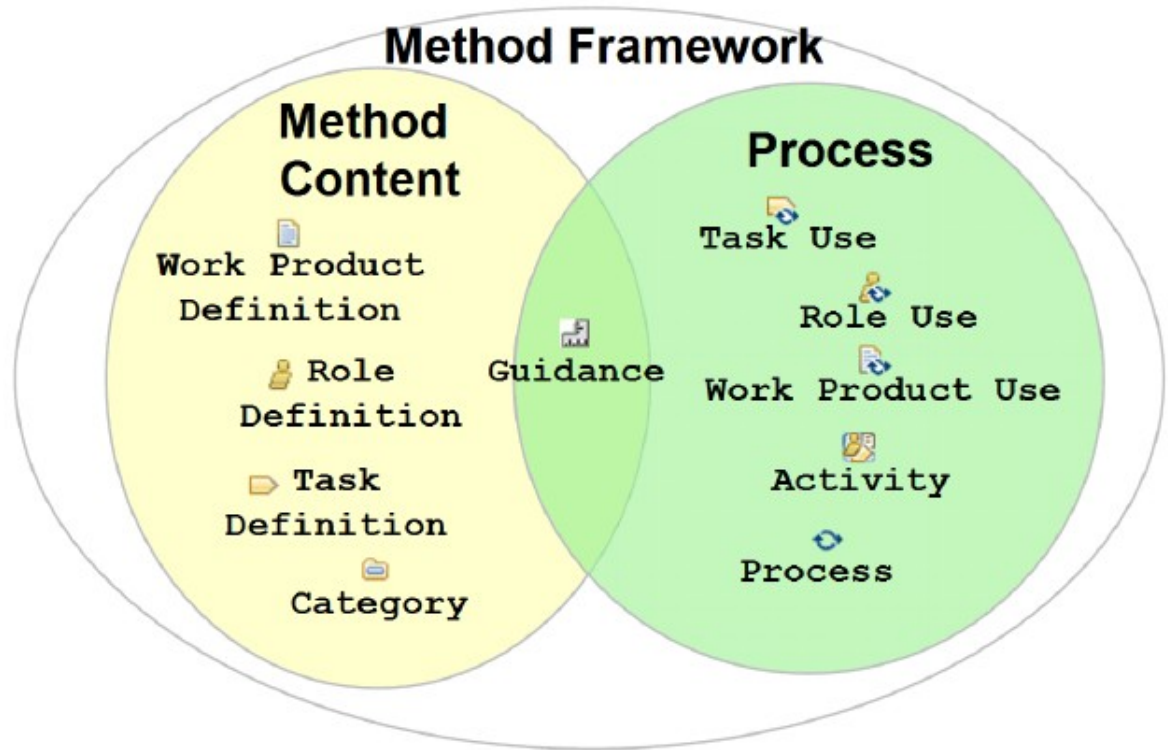 Method Framework
Method
Content
Work Product
Definition
Role
Definition
Task
Definition
Category
Guidance
Process
Task Use
Role Use
Work Product Use
Activity
Process